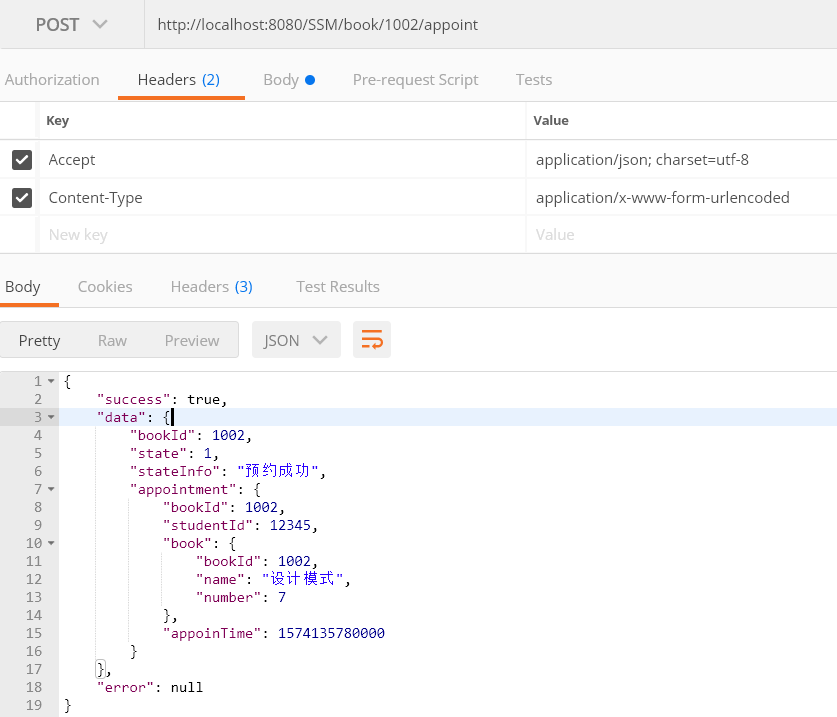 POST http://localhost:8080/SSM/book/1002/appoint
Authorization Headers (2) Body Pre-request Script Tests
Key Value
Accept application/json; charset=utf-8
Content-Type application/x-www-form-urlencoded
New key Value
Body Cookies Headers (3) Test Results
Pretty Raw Preview JSON
1 {
2 "success": true,
3 "data": {
4 "bookId": 1002,
5 "state": 1,
6 "stateInfo": "预约成功",
7 "appointment": {
8 "bookId": 1002,
9 "studentId": 12345,
10 "book": {
11 "bookId": 1002,
12 "name": "设计模式",
13 "number": 7
14 },
15 "appoinTime": 1574135780000
16 }
17 },
18 "error": null
19 }